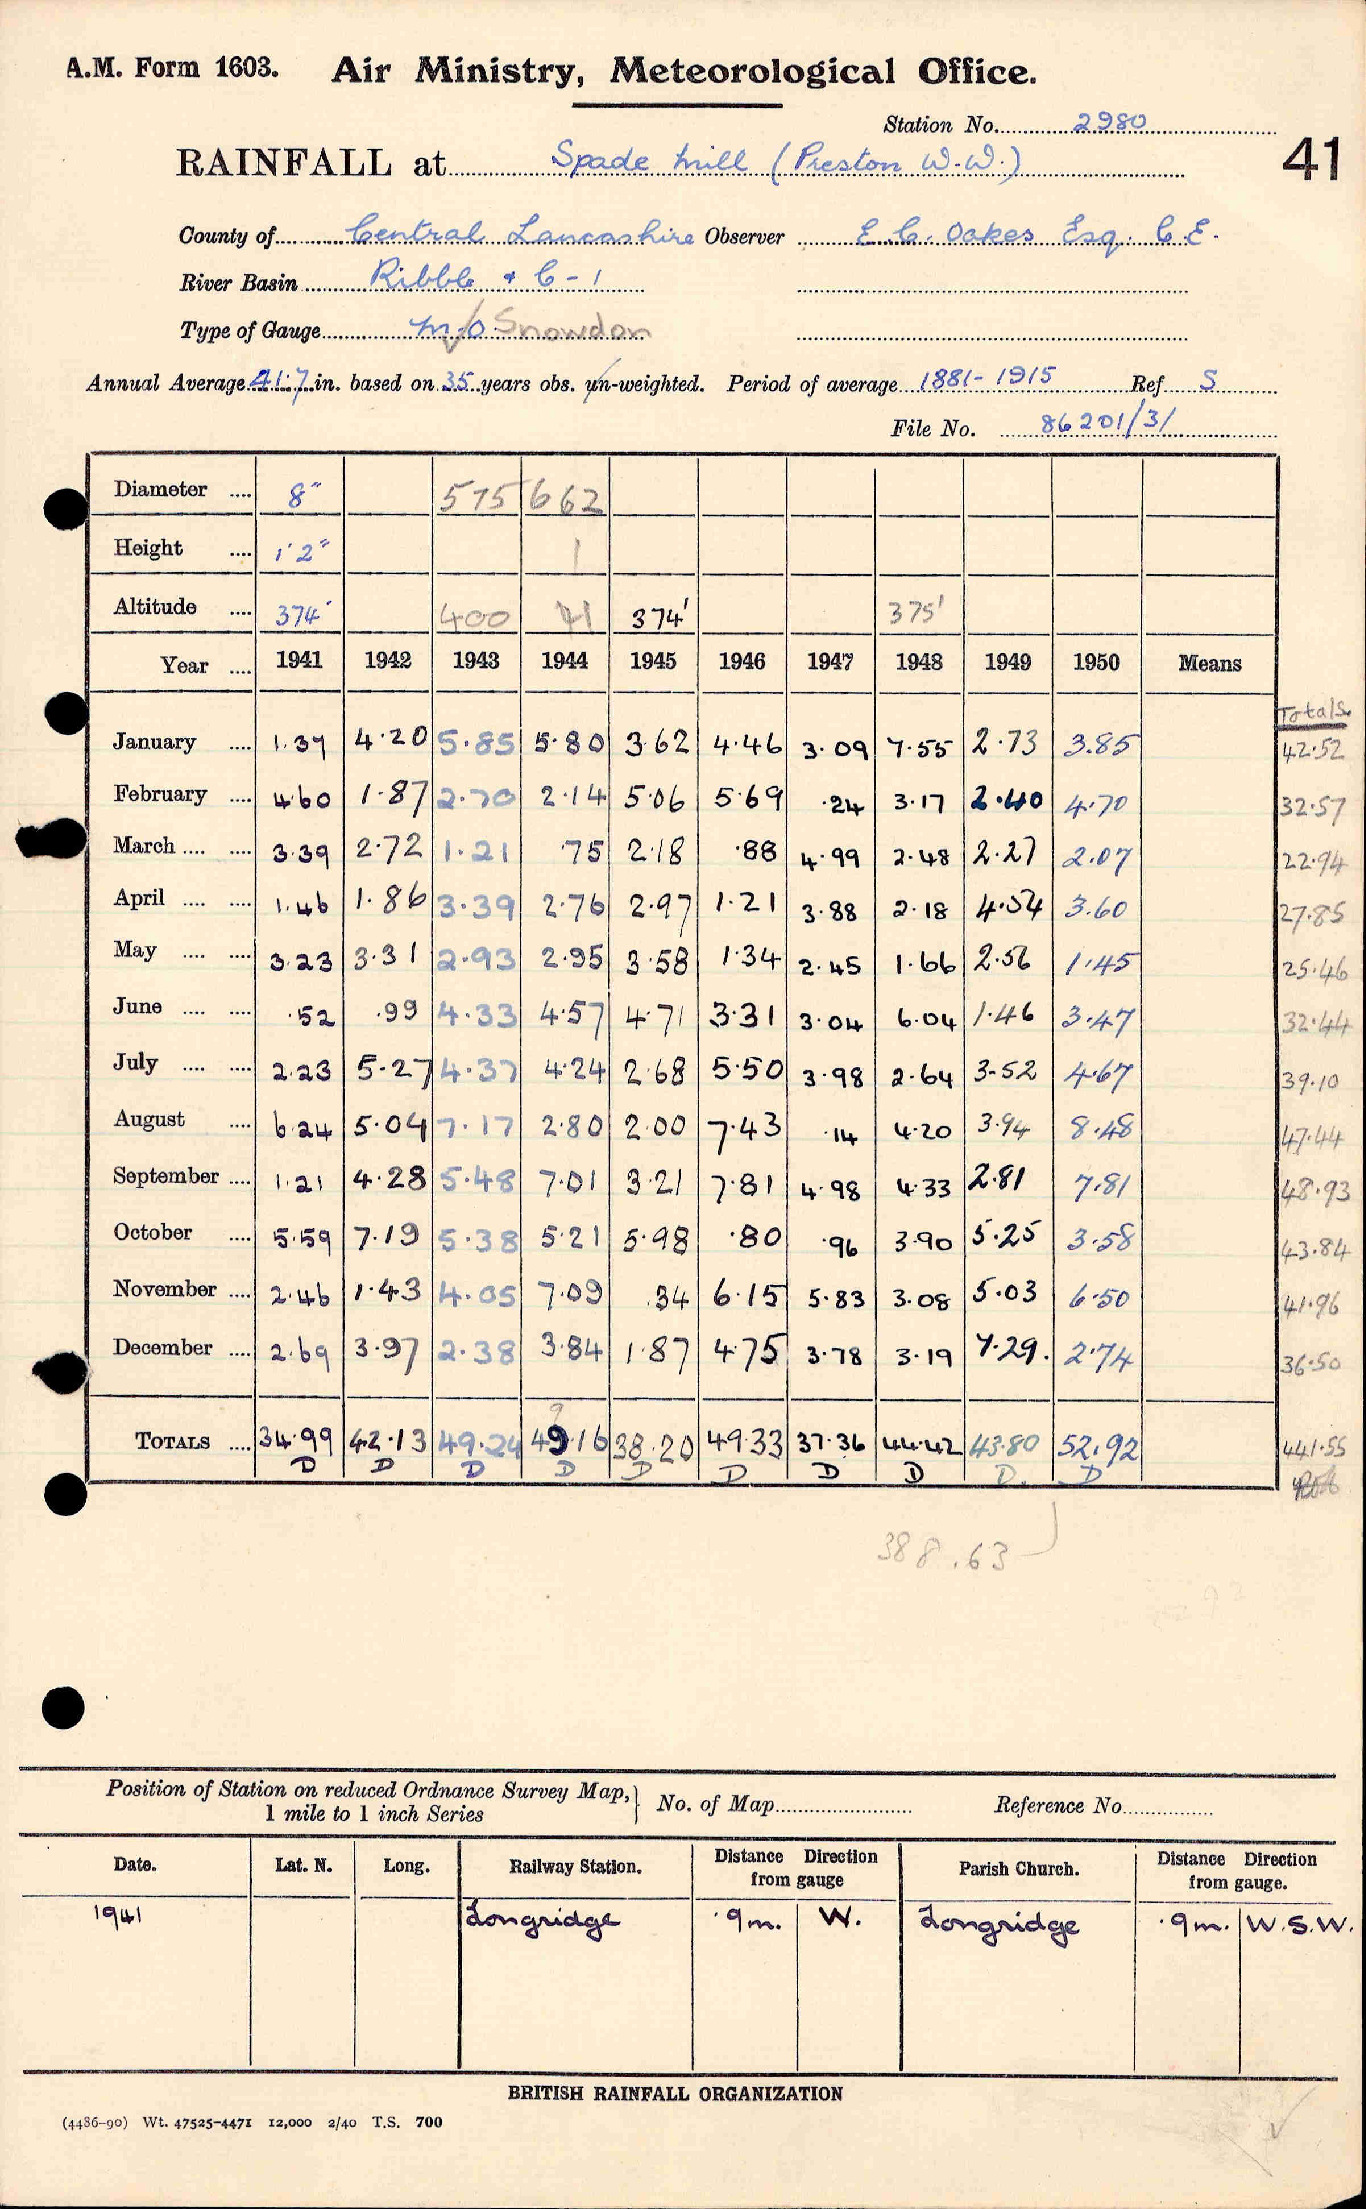 A.M. Form 1603. Air Ministry, Meteorological Office.
Station No. 2980
41
RAINFALL at Spade Mill (Preston W.W.)
County of Central Lancashire Observer E.C. Oakes Esq. C.E.
River Basin Ribble + C-1
Type of Gauge M.O Snowdon
Annual Average 41.7 in. based on 35 years obs. un-weighted. Period of average 1881-1915 Ref S
File No. 86201/31
Diameter .... 8" 575 662
Height .... 1'2" 1
Altitude .... 374' 400 41 374' 375'
Year .... 1941 1942 1943 1944 1945 1946 1947 1948 1949 1950 Means
Totals.
January .... 1.37 4.20 5.85 5.80 3.62 4.46 3.09 7.55 2.73 3.85 42.52
February .... 4.60 1.87 2.70 2.14 5.06 5.69 .24 3.17 2.40 4.70 32.57
March .... .... 3.39 2.72 1.21 .75 2.18 .88 4.99 2.48 2.27 2.07 22.94
April .... .... 1.46 1.86 3.39 2.76 2.97 1.21 3.88 2.18 4.54 3.60 27.85
May .... .... 3.23 3.31 2.93 2.95 3.58 1.34 2.45 1.66 2.56 1.45 25.46
June .... .... .52 .99 4.33 4.57 4.71 3.31 3.04 6.04 1.46 3.47 32.44
July .... .... 2.23 5.27 4.37 4.24 2.68 5.50 3.98 2.64 3.52 4.67 39.10
August .... 6.24 5.04 7.17 2.80 2.00 7.43 .14 4.20 3.94 8.48 47.44
September .... 1.21 4.28 5.48 7.01 3.21 7.81 4.98 4.33 2.81 7.81 48.93
October .... 5.59 7.19 5.38 5.21 5.98 .80 .96 3.90 5.25 3.58 43.84
November .... 2.46 1.43 4.05 7.09 .34 6.15 5.83 3.08 5.03 6.50 41.96
December .... 2.69 3.97 2.38 3.84 1.87 4.75 3.78 3.19 7.29. 2.74 36.50
9
TOTALS .... 34.99 42.13 49.24 49.16 38.20 49.33 37.36 44.42 43.80 52.92 441.55
D D D D D D D D D. D
388.63
Position of Station on reduced Ordnance Survey Map, 1 mile to 1 inch Series } No. of Map Reference No.
Date. Lat. N. Long. Railway Station. Distance Direction from gauge Parish Church. Distance Direction from gauge.
1941 Longridge .9m. W. Longridge .9m. W.S.W.
BRITISH RAINFALL ORGANIZATION
(4486-90) Wt. 47525-4471 12,000 2/40 T.S. 700